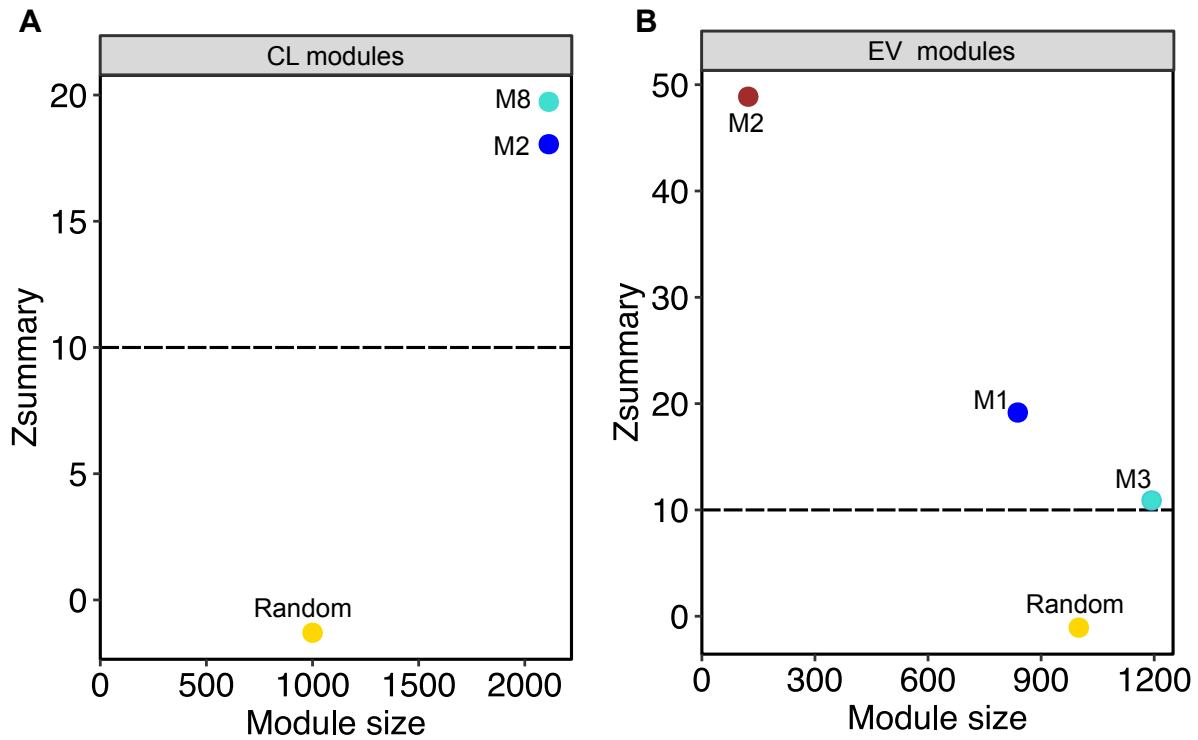 A
CL modules
20
15
10
5
0
Zsummary
M8
M2
Random
0 500 1000 1500 2000
Module size
B
EV  modules
50
40
30
20
10
0
Zsummary
M2
M1
M3
Random
0 300 600 900 1200
Module size